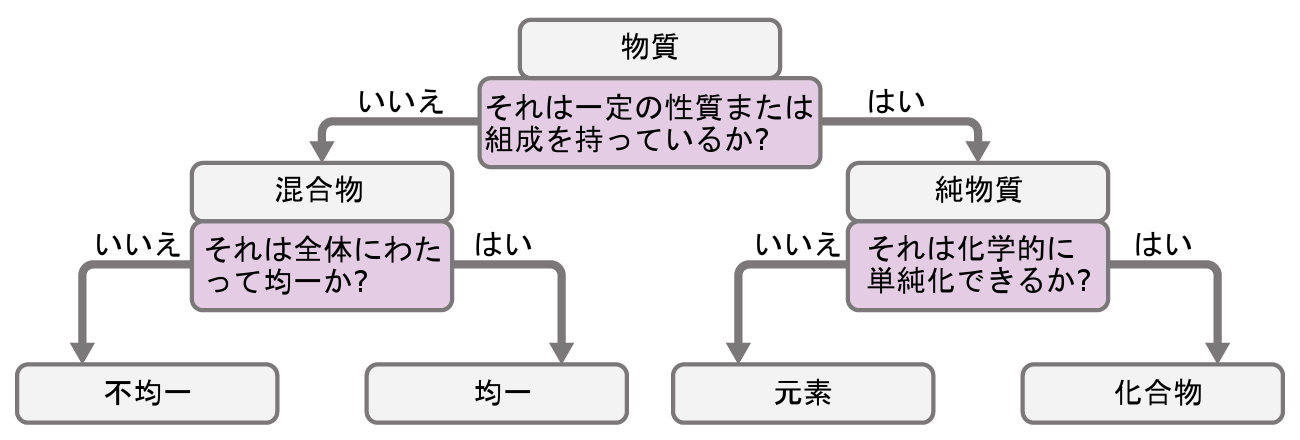 物質
いいえ
それは一定の性質または
組成を持っているか?
はい
混合物
純物質
いいえ
それは全体にわた
って均一か?
はい
いいえ
それは化学的に
単純化できるか?
はい
不均一
均一
元素
化合物